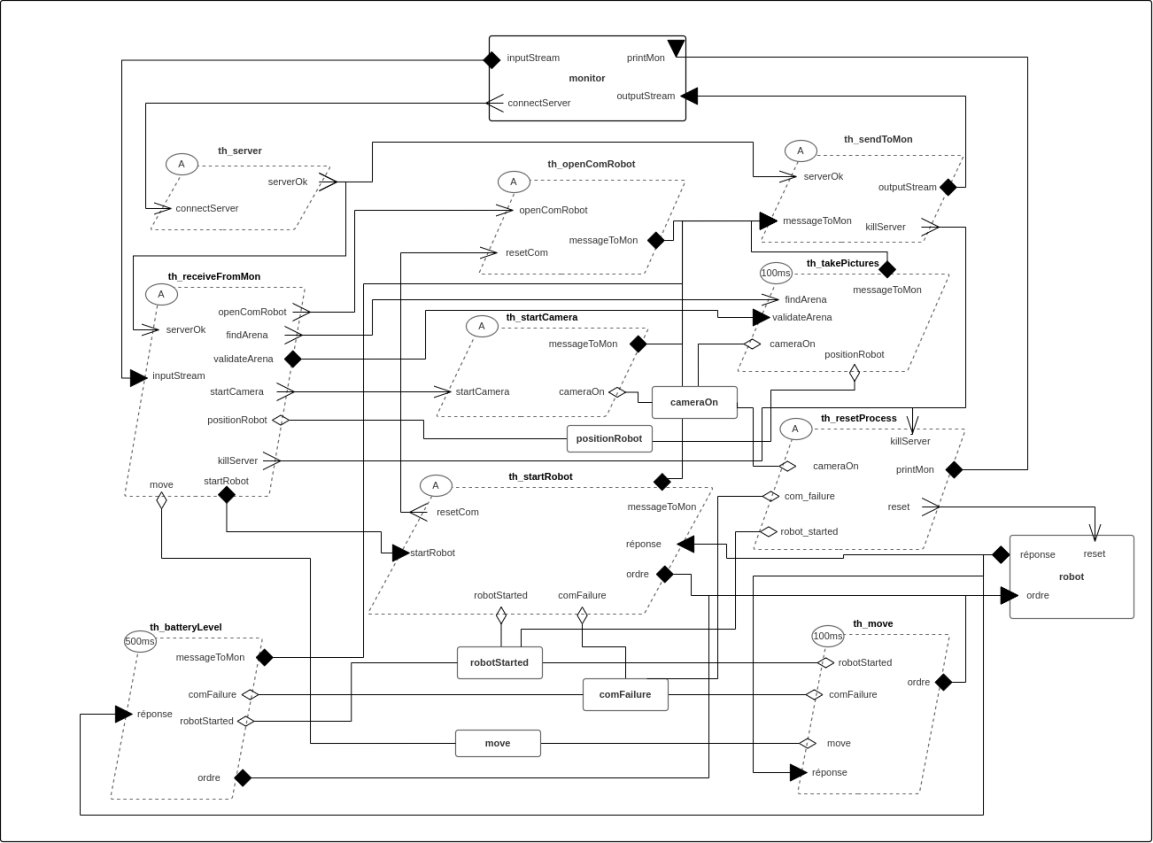 inputStream
printMon
monitor
outputStream
connectServer
th_server
A
serverOk
connectServer
th_openComRobot
A
openComRobot
messageToMon
resetCom
th_sendToMon
A
serverOk
outputStream
messageToMon
killServer
th_receiveFromMon
A
openComRobot
serverOk
findArena
validateArena
inputStream
startCamera
positionRobot
killServer
move
startRobot
th_startCamera
A
messageToMon
startCamera
cameraOn
th_takePictures
100ms
messageToMon
findArena
validateArena
cameraOn
positionRobot
cameraOn
positionRobot
th_resetProcess
A
killServer
cameraOn
printMon
com_failure
reset
robot_started
th_startRobot
A
messageToMon
resetCom
réponse
startRobot
ordre
robotStarted
comFailure
réponse
reset
robot
ordre
th_batteryLevel
500ms
messageToMon
comFailure
réponse
robotStarted
ordre
robotStarted
comFailure
move
th_move
100ms
robotStarted
ordre
comFailure
move
réponse